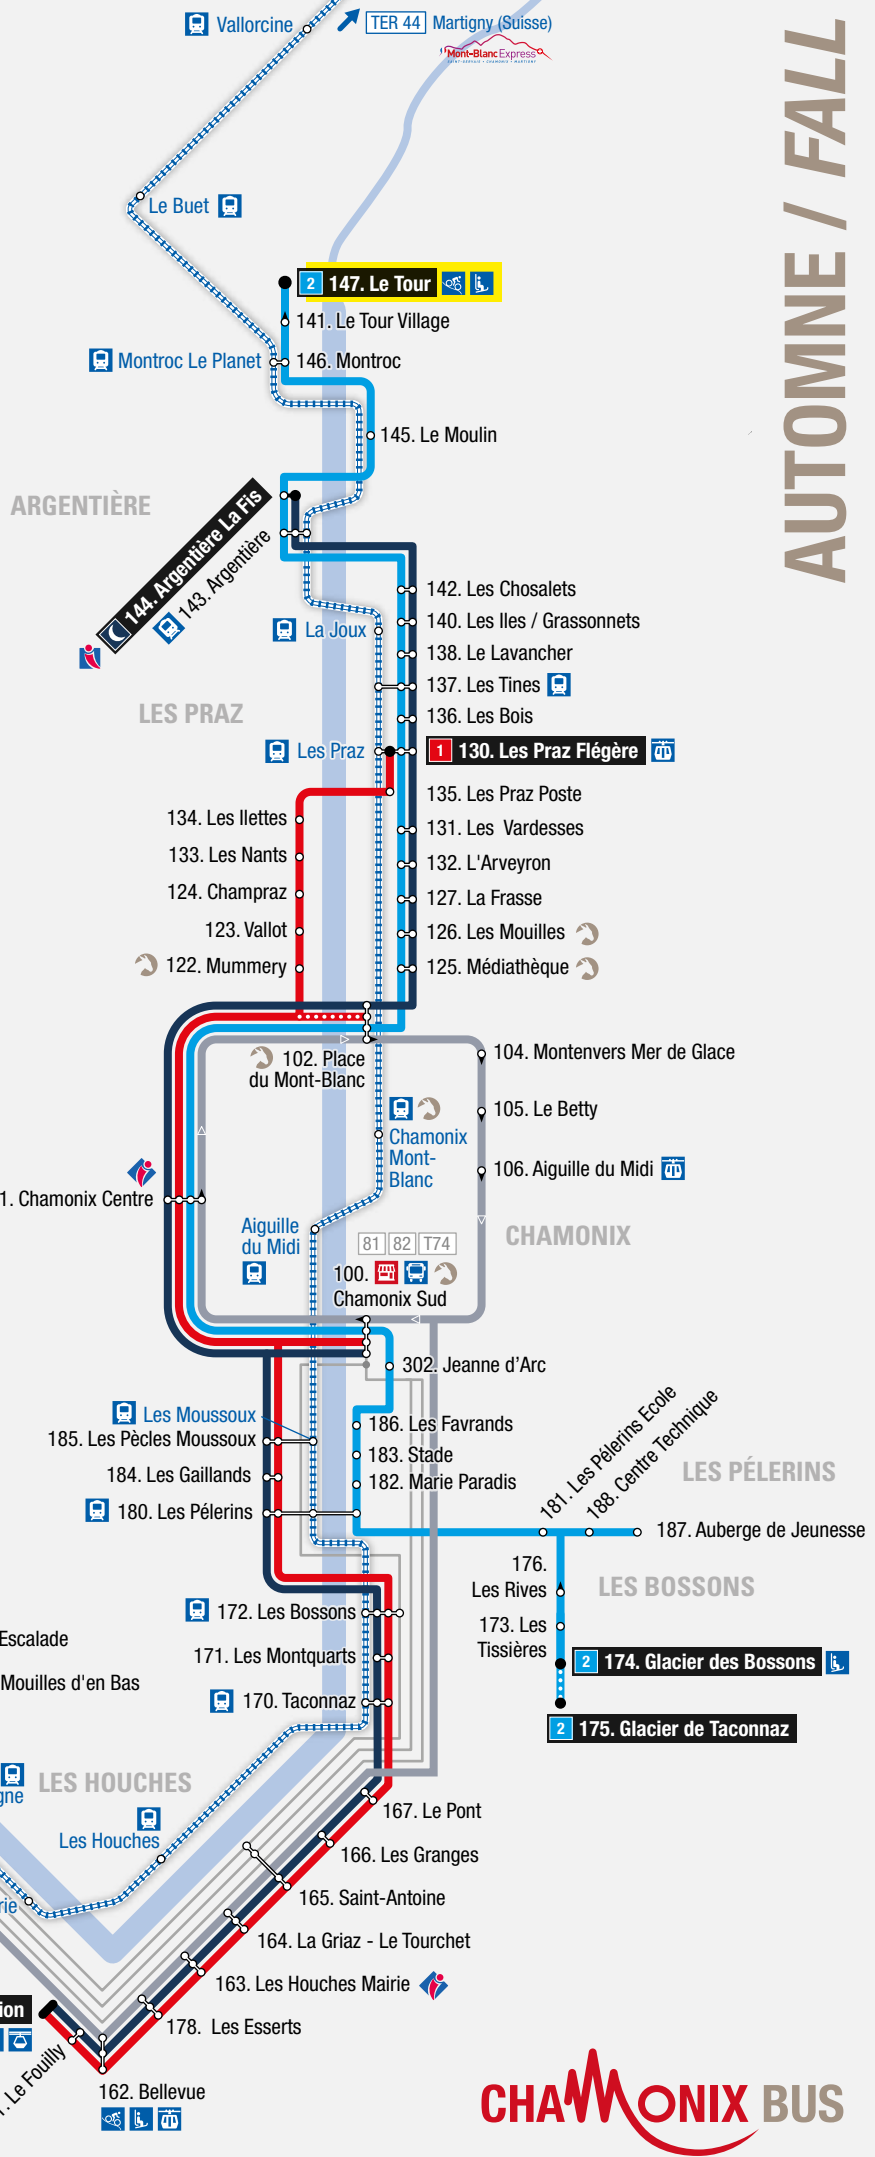 Vallorcine
TER 44 Martigny (Suisse)
Mont-Blanc Express
SAINT-GERVAIS • CHAMONIX • MARTIGNY
AUTOMNE / FALL
Le Buet
2 147. Le Tour
141. Le Tour Village
Montroc Le Planet
146. Montroc
145. Le Moulin
ARGENTIÈRE
144. Argentière La Fis
143. Argentière
142. Les Chosalets
140. Les Iles / Grassonnets
La Joux
138. Le Lavancher
137. Les Tines
LES PRAZ
136. Les Bois
Les Praz
1 130. Les Praz Flégère
135. Les Praz Poste
134. Les Ilettes
131. Les Vardesses
133. Les Nants
132. L'Arveyron
124. Champraz
127. La Frasse
123. Vallot
126. Les Mouilles
122. Mummery
125. Médiathèque
102. Place
du Mont-Blanc
104. Montenvers Mer de Glace
105. Le Betty
Chamonix
Mont-
Blanc
106. Aiguille du Midi
1. Chamonix Centre
Aiguille
du Midi
CHAMONIX
81 82 T74
100.
Chamonix Sud
302. Jeanne d'Arc
Les Moussoux
185. Les Pècles Moussoux
186. Les Favrands
184. Les Gaillands
183. Stade
182. Marie Paradis
180. Les Pélerins
181. Les Pélerins Ecole
188. Centre Technique
LES PÉLERINS
187. Auberge de Jeunesse
176.
Les Rives
LES BOSSONS
172. Les Bossons
173. Les
Tissières
Escalade
171. Les Montquarts
2 174. Glacier des Bossons
Mouilles d'en Bas
170. Taconnaz
2 175. Glacier de Taconnaz
gne
LES HOUCHES
Les Houches
167. Le Pont
166. Les Granges
165. Saint-Antoine
rie
164. La Griaz - Le Tourchet
163. Les Houches Mairie
ion
178. Les Esserts
. Le Fouilly
162. Bellevue
CHAMONIX BUS